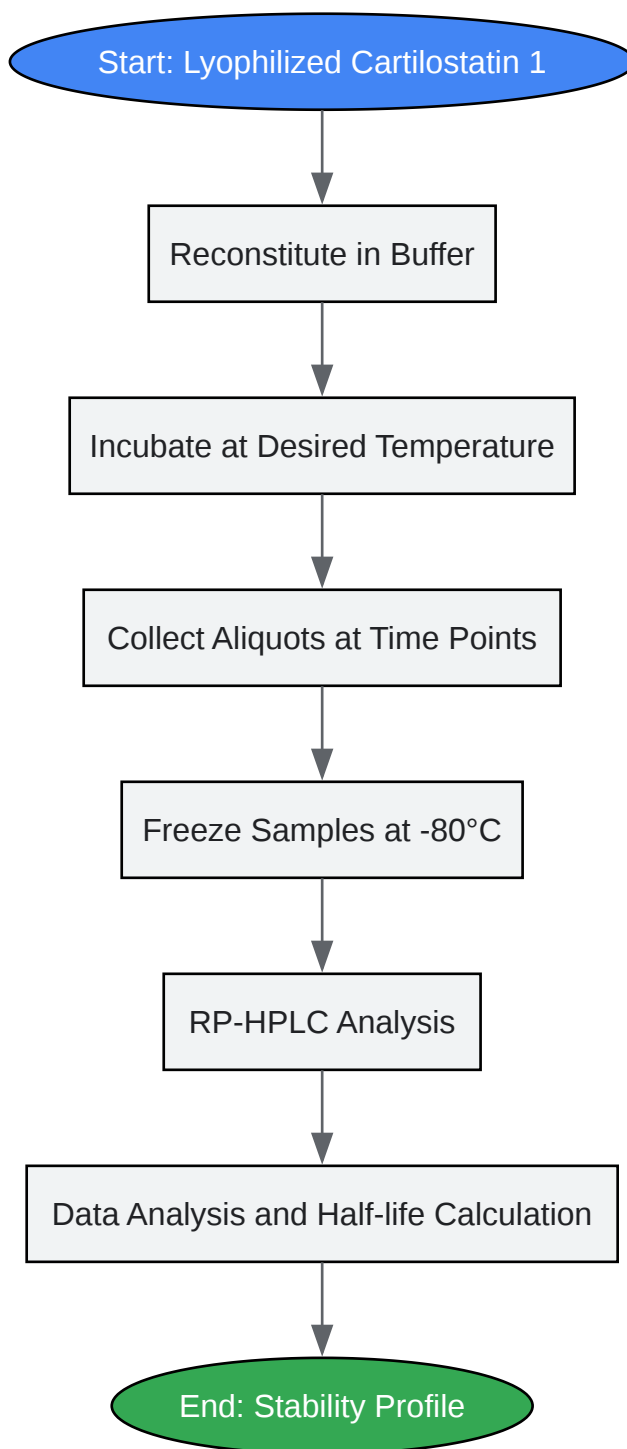 Start: Lyophilized Cartilostatin 1
Reconstitute in Buffer
Incubate at Desired Temperature
Collect Aliquots at Time Points
Freeze Samples at -80°C
RP-HPLC Analysis
Data Analysis and Half-life Calculation
End: Stability Profile